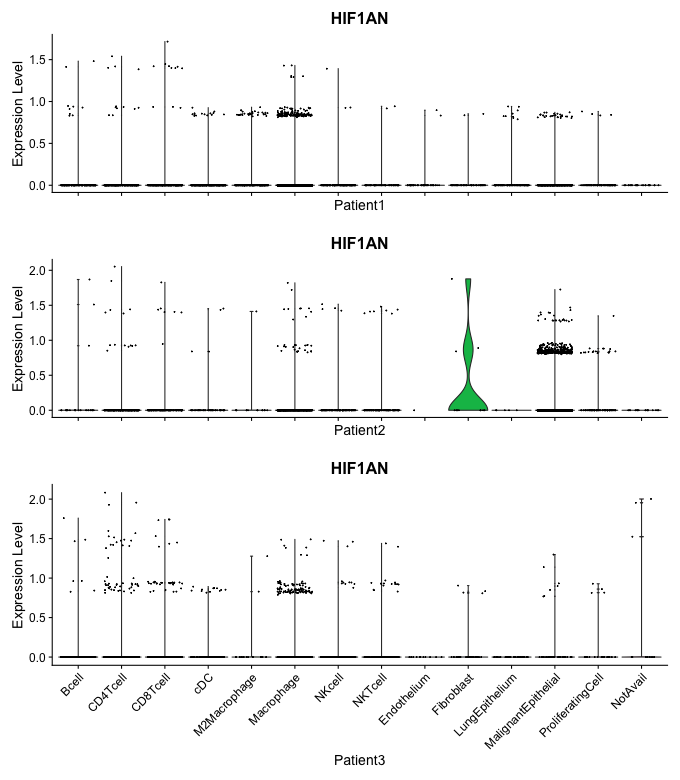 HIF1AN
Expression Level
1.5
1.0
0.5
0.0
Patient1
HIF1AN
Expression Level
2.0
1.5
1.0
0.5
0.0
Patient2
HIF1AN
Expression Level
2.0
1.5
1.0
0.5
0.0
Bcell
CD4Tcell
CD8Tcell
cDC
M2Macrophage
Macrophage
NKcell
NKTcell
Endothelium
Fibroblast
LungEpithelium
MalignantEpithelial
ProliferatingCell
NotAvail
Patient3